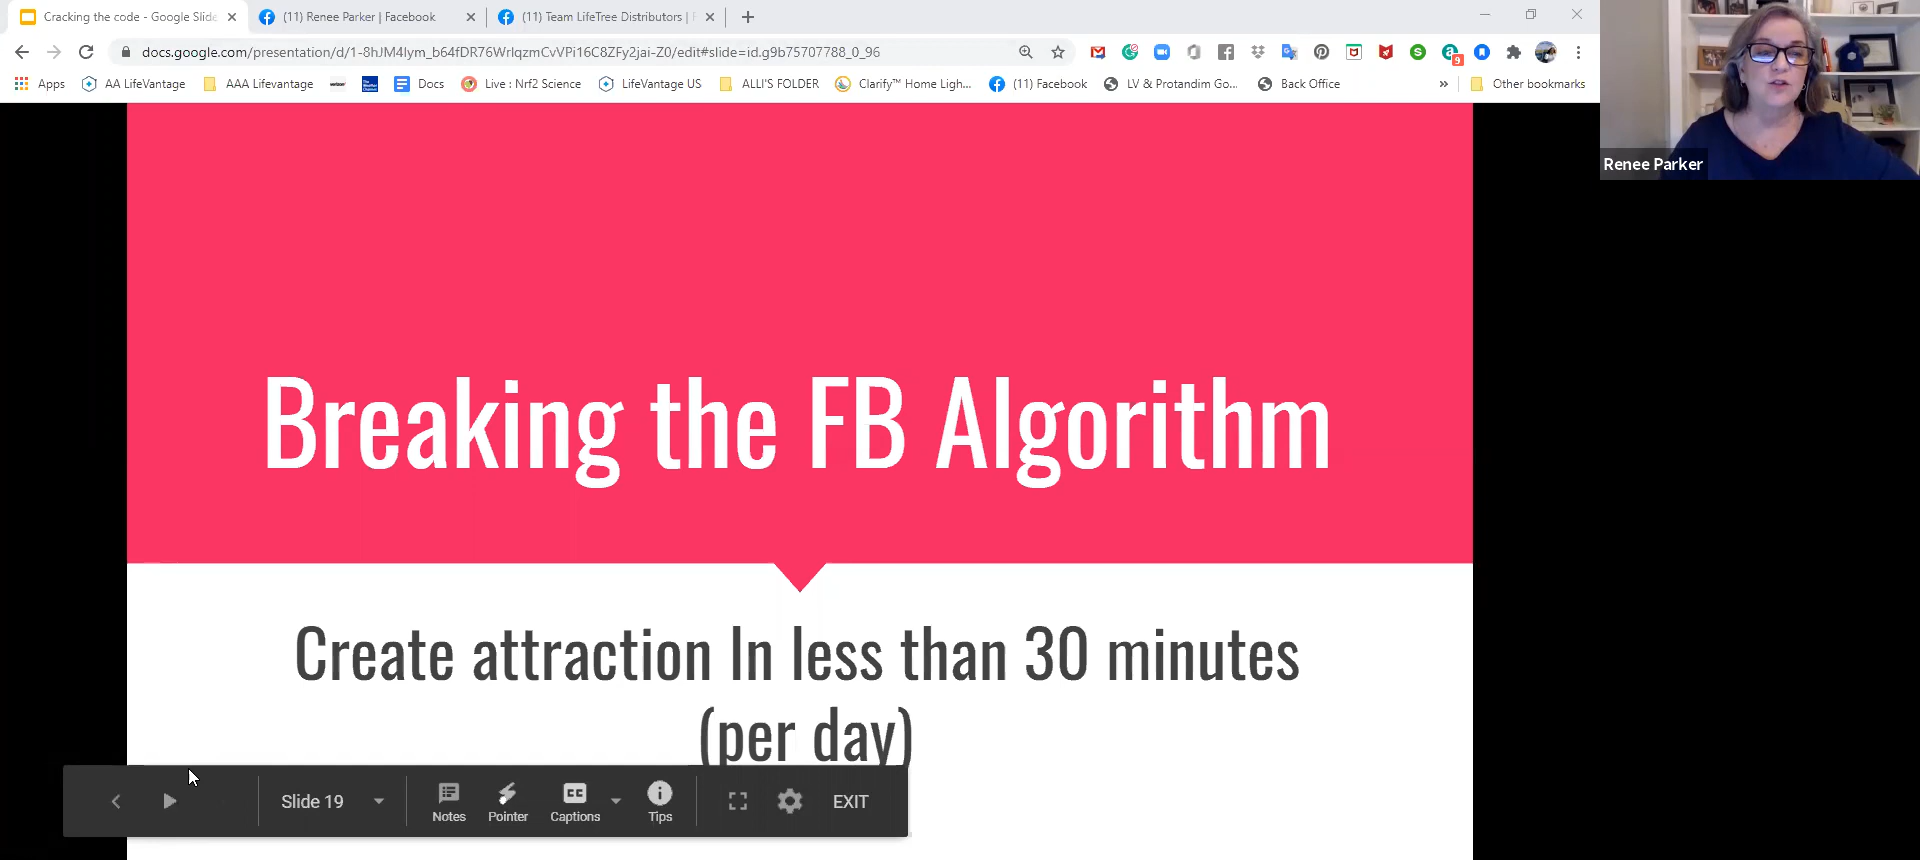 Cracking the code - Google Slide
(11) Renee Parker | Facebook
(11) Team LifeTree Distributors |
docs.google.com/presentation/d/1-8hJM4lym_b64fDR76WrlqzmCvVPi16C8ZFy2jai-Z0/edit#slide=id.g9b75707788_0_96
9
Apps
AA LifeVantage
AAA Lifevantage
verizon
Docs
Live : Nrf2 Science
LifeVantage US
ALLI'S FOLDER
Clarify™ Home Ligh...
(11) Facebook
LV & Protandim Go...
Back Office
»
Other bookmarks
Renee Parker
Breaking the FB Algorithm
Create attraction In less than 30 minutes
(per day)
Slide 19
Notes
Pointer
CC
Captions
Tips
EXIT